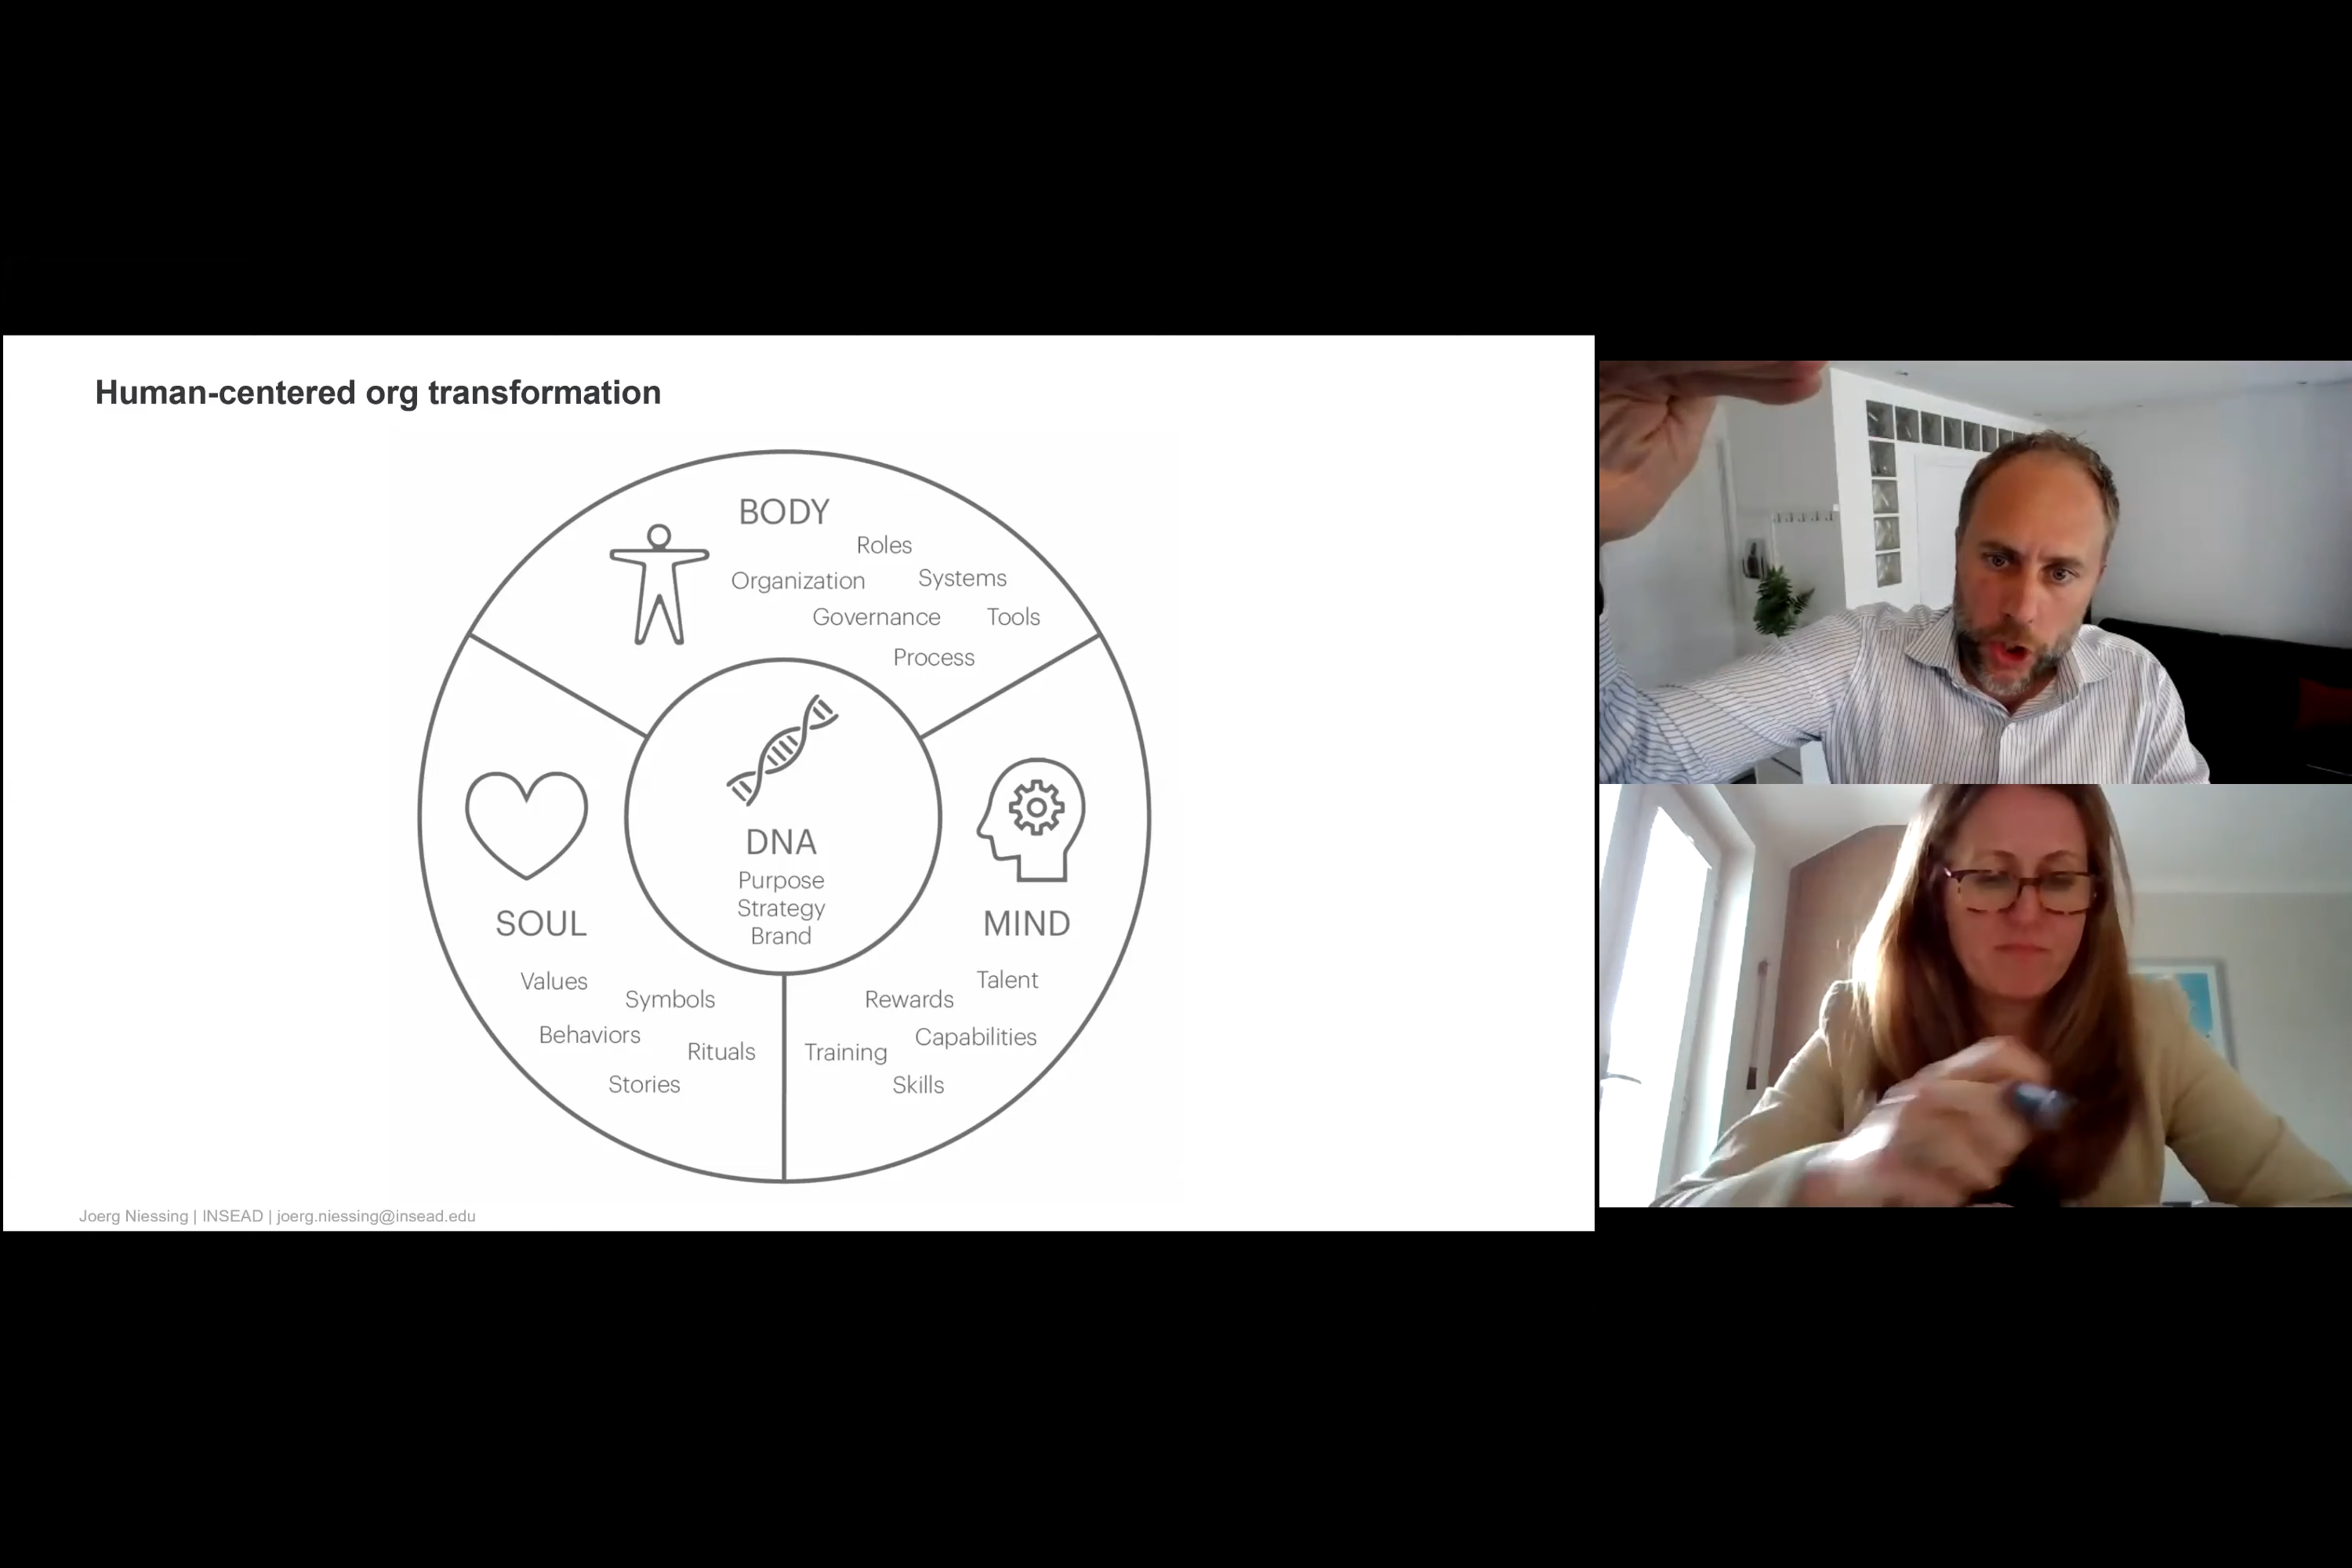 Human-centered org transformation
BODY
Roles
Organization
Systems
Governance
Tools
Process
DNA
Purpose
Strategy
Brand
SOUL
Values
Symbols
Behaviors
Rituals
Stories
MIND
Talent
Rewards
Capabilities
Training
Skills
Joerg Niessing | INSEAD | joerg.niessing@insead.edu